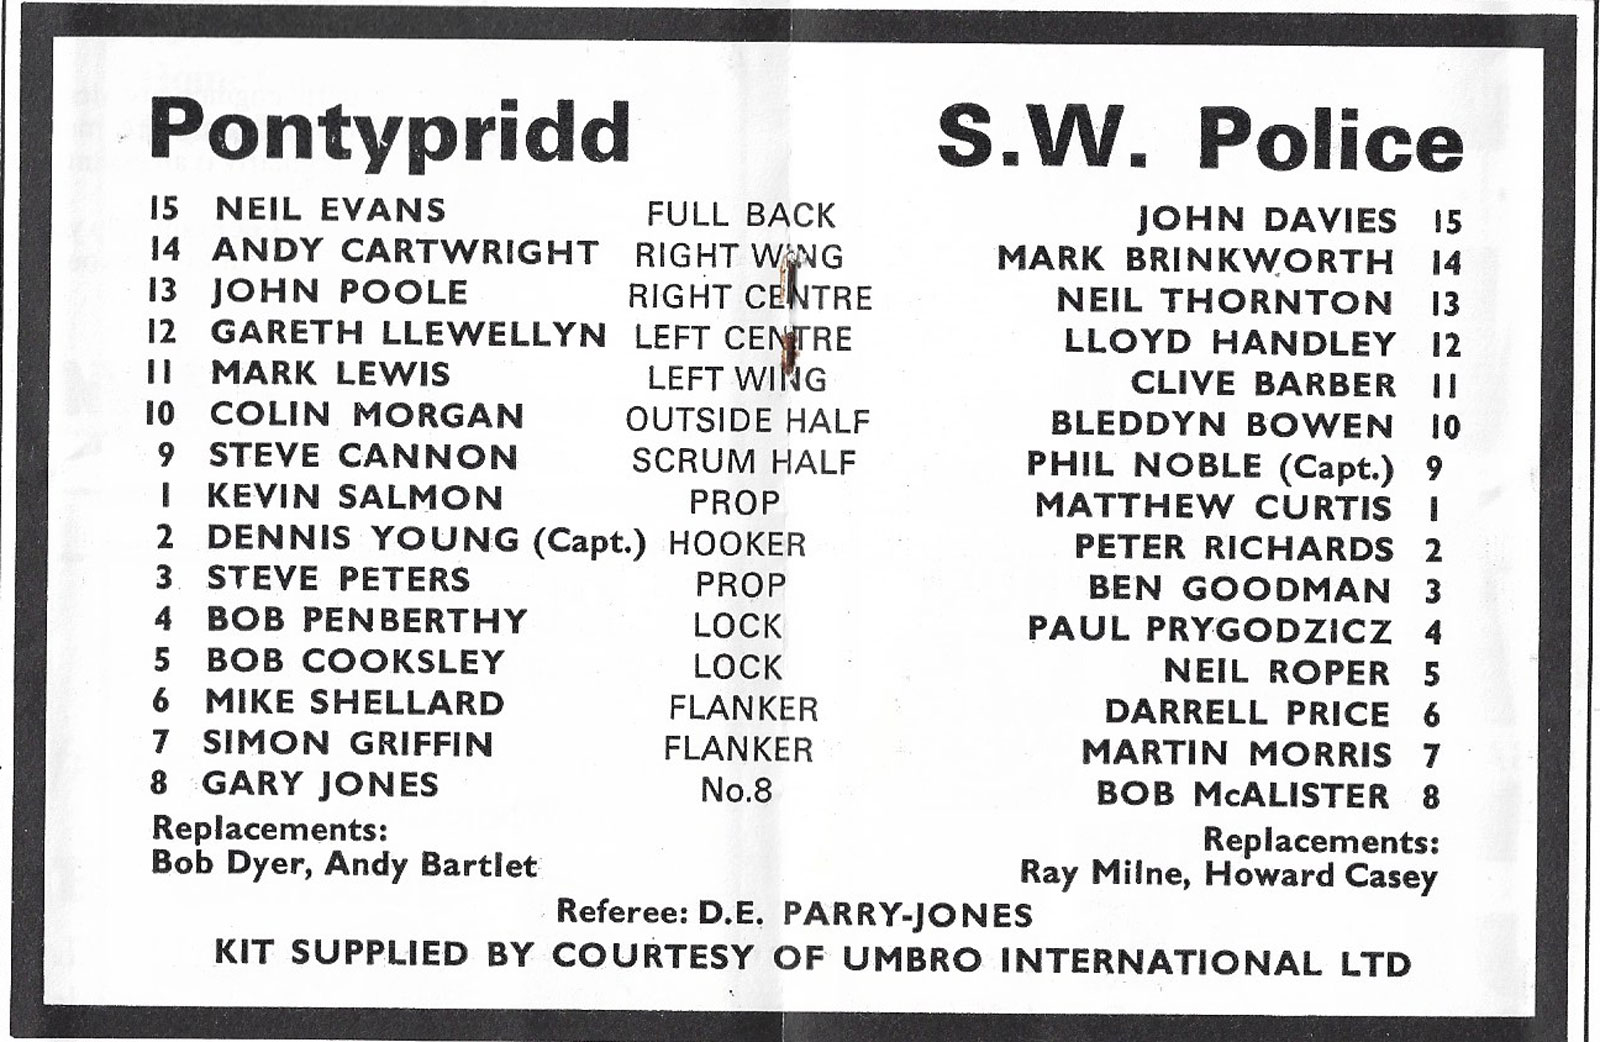 Pontypridd S.W. Police
15 NEIL EVANS FULL BACK JOHN DAVIES 15
14 ANDY CARTWRIGHT RIGHT WING MARK BRINKWORTH 14
13 JOHN POOLE RIGHT CENTRE NEIL THORNTON 13
12 GARETH LLEWELLYN LEFT CENTRE LLOYD HANDLEY 12
11 MARK LEWIS LEFT WING CLIVE BARBER 11
10 COLIN MORGAN OUTSIDE HALF BLEDDYN BOWEN 10
9 STEVE CANNON SCRUM HALF PHIL NOBLE (Capt.) 9
1 KEVIN SALMON PROP MATTHEW CURTIS 1
2 DENNIS YOUNG (Capt.) HOOKER PETER RICHARDS 2
3 STEVE PETERS PROP BEN GOODMAN 3
4 BOB PENBERTHY LOCK PAUL PRYGODZICZ 4
5 BOB COOKSLEY LOCK NEIL ROPER 5
6 MIKE SHELLARD FLANKER DARRELL PRICE 6
7 SIMON GRIFFIN FLANKER MARTIN MORRIS 7
8 GARY JONES No.8 BOB McALISTER 8
Replacements: Replacements:
Bob Dyer, Andy Bartlet Ray Milne, Howard Casey
Referee: D.E. PARRY-JONES
KIT SUPPLIED BY COURTESY OF UMBRO INTERNATIONAL LTD